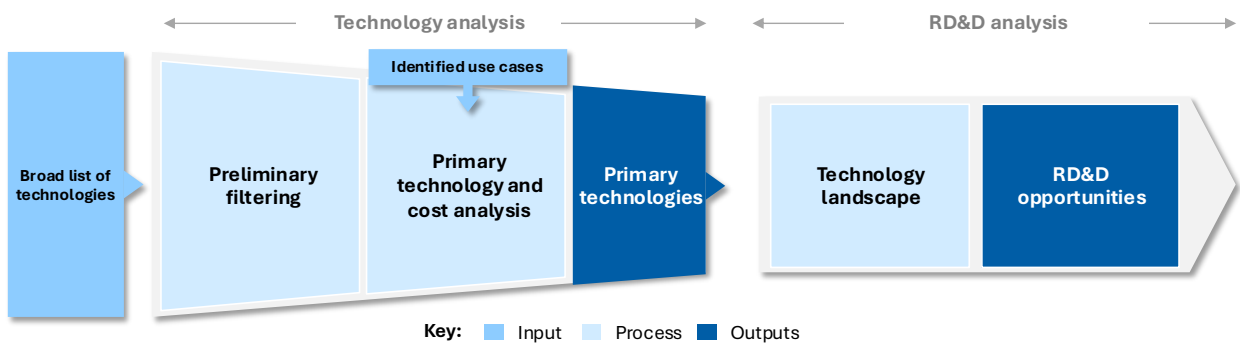 Technology analysis
RD&D analysis
Identified use cases
Broad list of
technologies
Preliminary
filtering
Primary
technology and
cost analysis
Primary
technologies
Technology
landscape
RD&D
opportunities
Key: Input Process Outputs